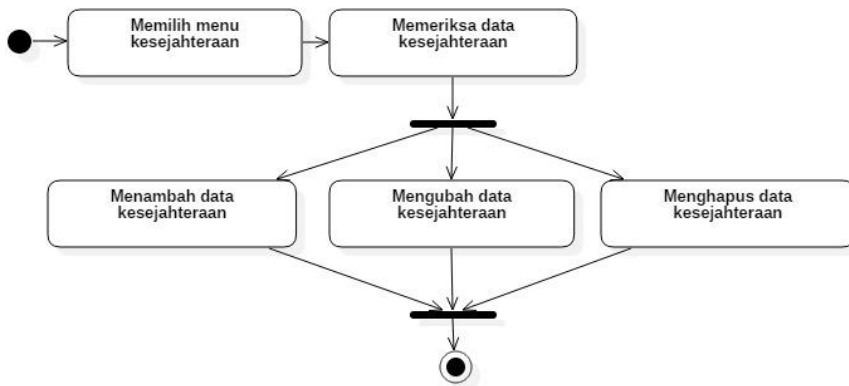 Memilih menu
kesejahteraan
Memeriksa data
kesejahteraan
Menambah data
kesejahteraan
Mengubah data
kesejahteraan
Menghapus data
kesejahteraan